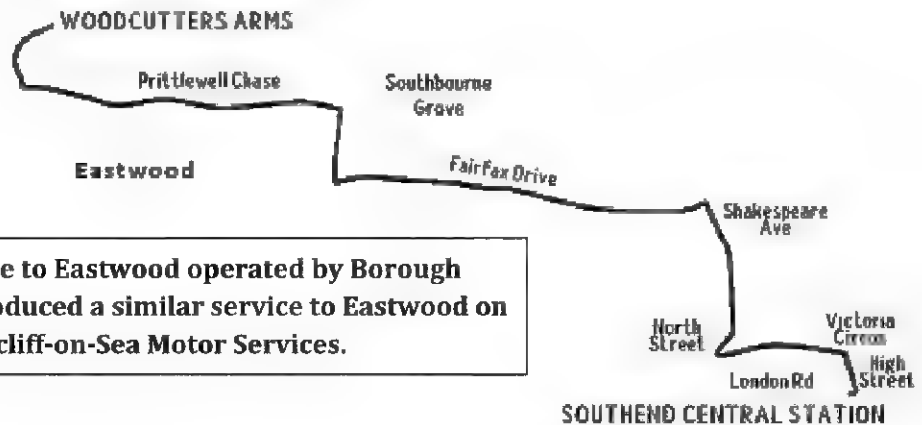 WOODCUTTERS ARMS
Prittlewell Chase
Southbourne
Grove
Eastwood
Fairfax Drive
Shakespeare
Ave
e to Eastwood operated by Borough
oduced a similar service to Eastwood on
cliff-on-Sea Motor Services.
North
Street
Victoria
Circus
High
Street
London Rd
SOUTHEND CENTRAL STATION